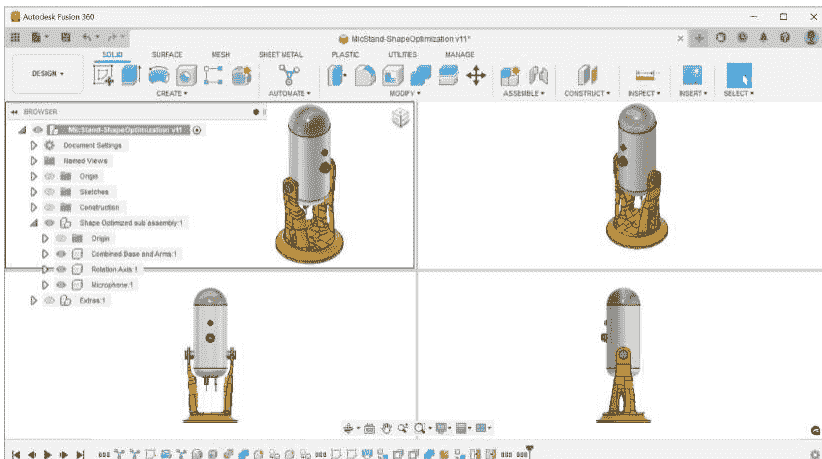 Autodesk Fusion 360
MicStand-ShapeOptimization v11*
SOLID SURFACE MESH SHEET METAL PLASTIC UTILITIES MANAGE
DESIGN
CREATE AUTOMATE MODIFY ASSEMBLE CONSTRUCT INSPECT INSERT SELECT
BROWSER
MicStand-ShapeOptimization v11
Document Settings
Named Views
Origin
Sketches
Construction
Shape Optimized sub assembly:1
Origin
Combined Base and Arms:1
Rotation Axis:1
Microphone:1
Extras:1